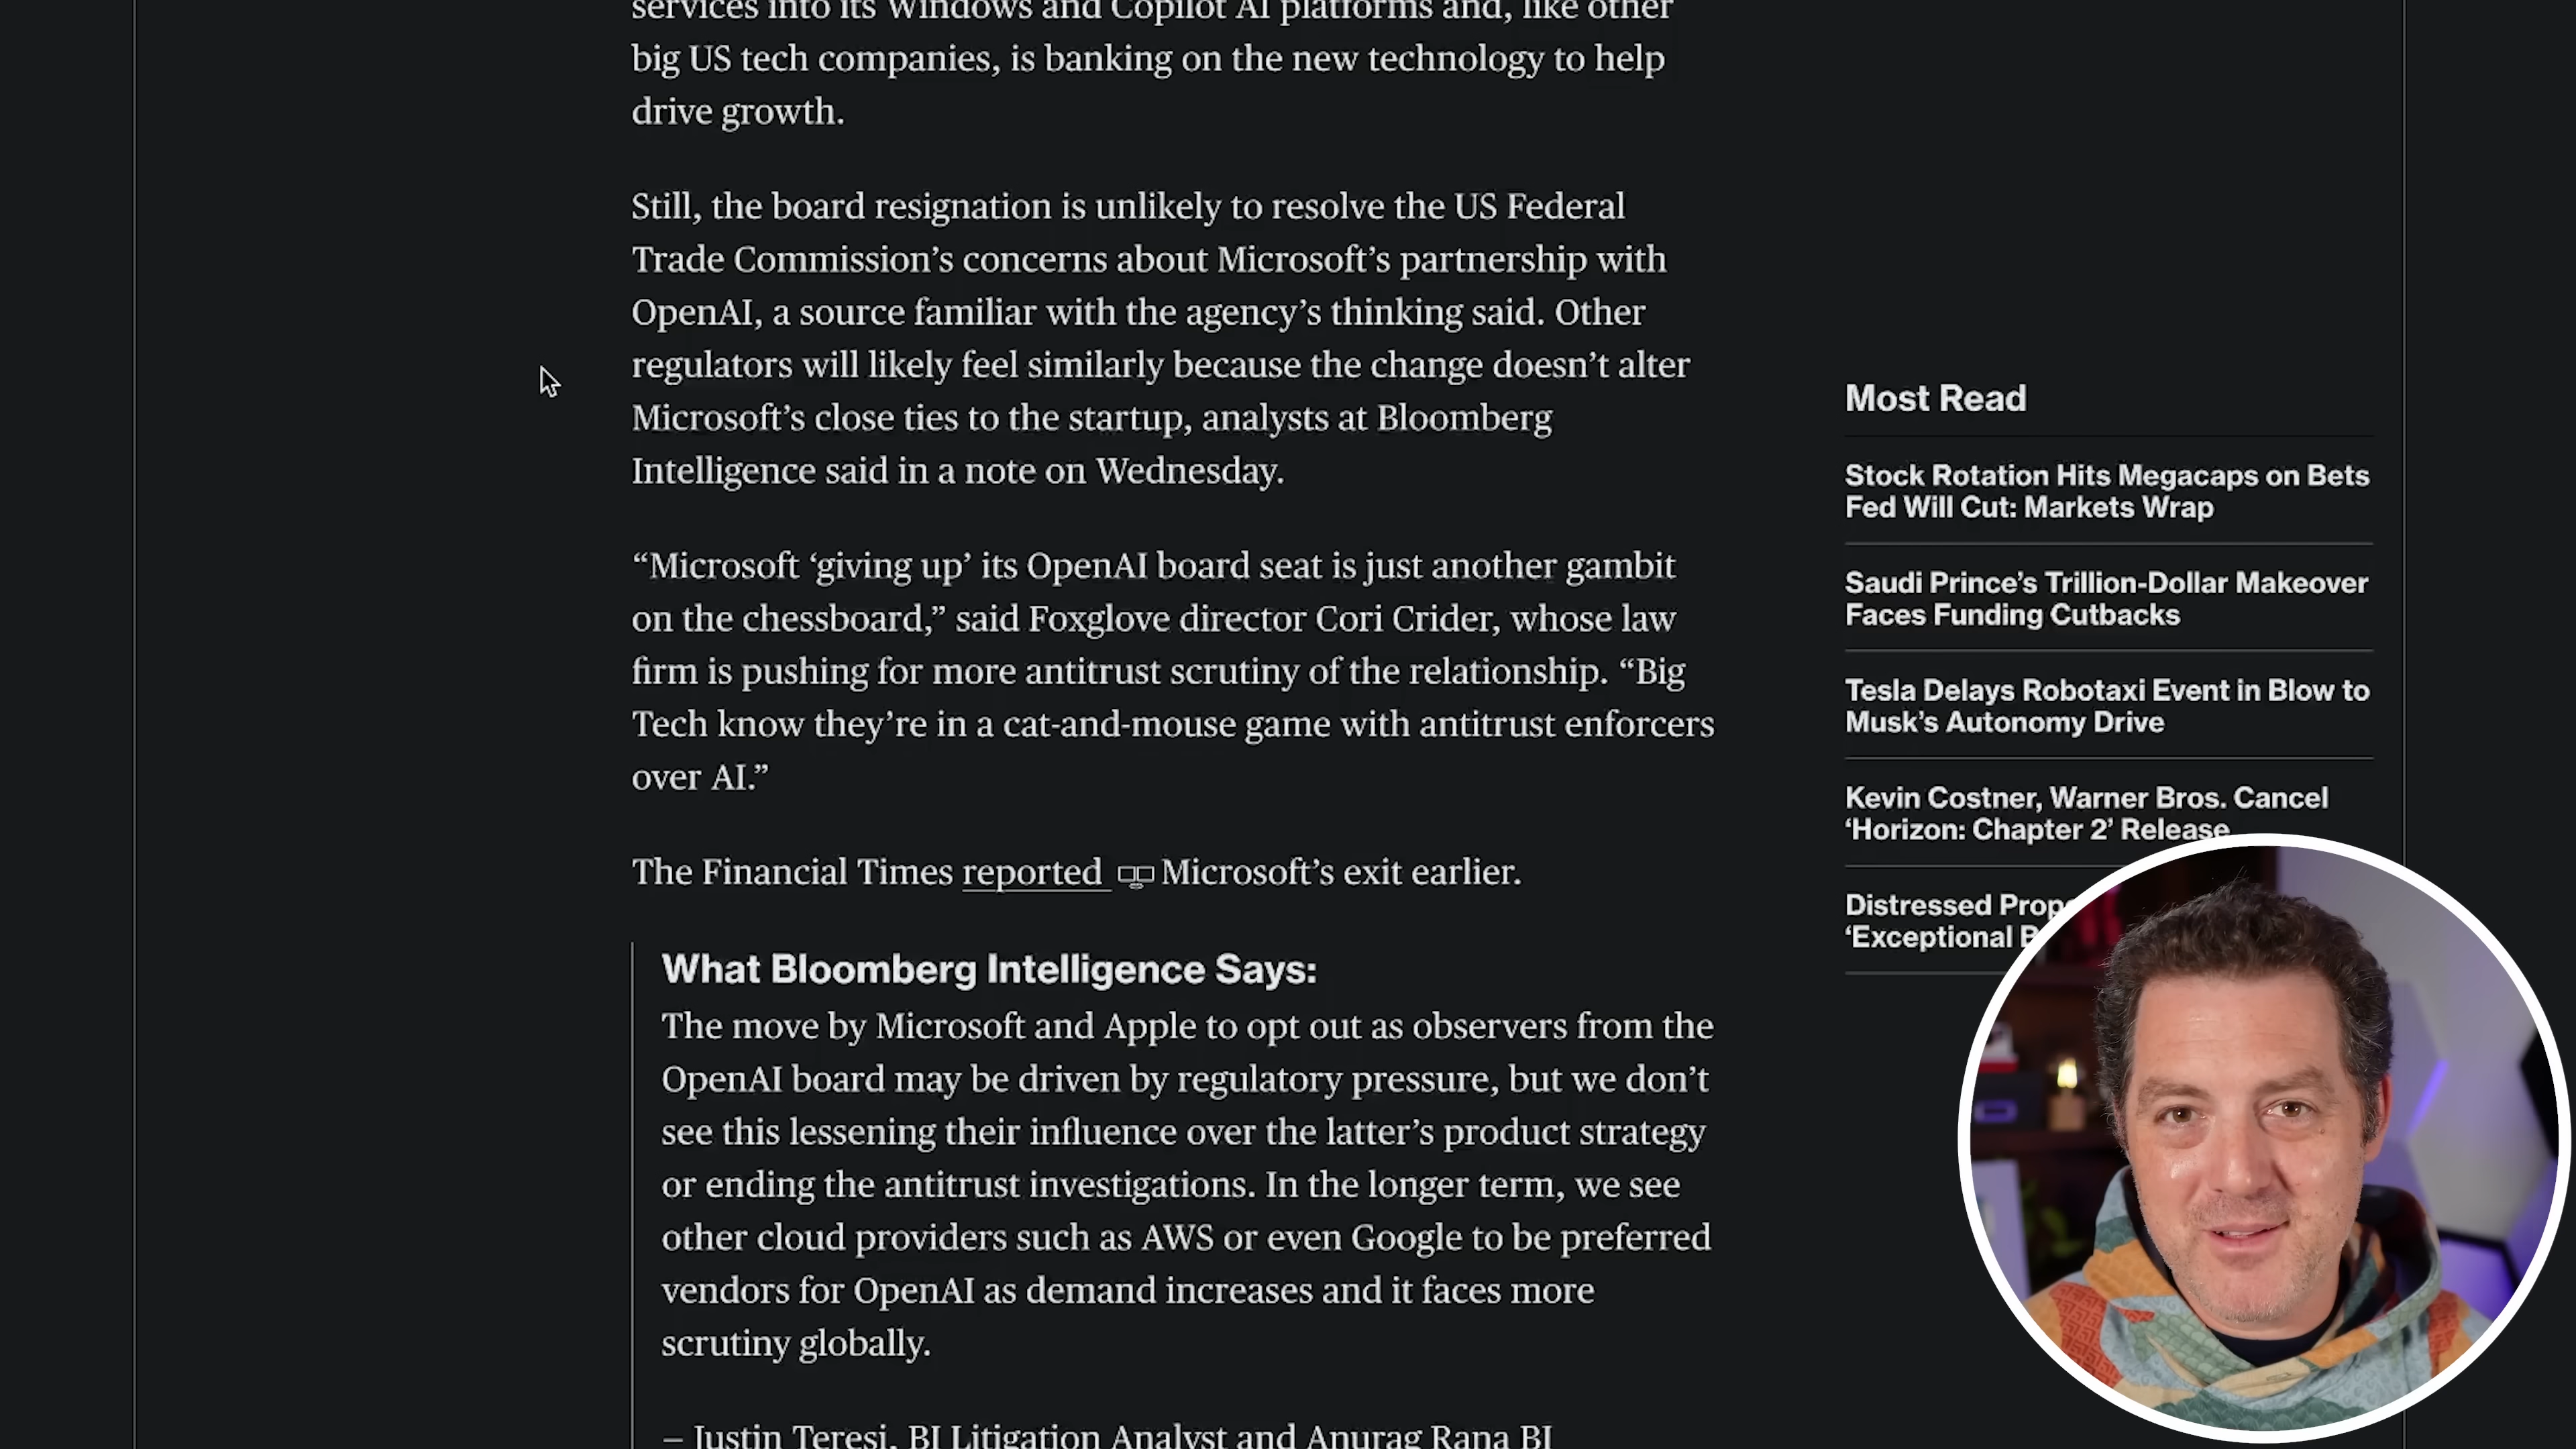 services into its Windows and Copilot AI platforms and, like other
big US tech companies, is banking on the new technology to help
drive growth.
Still, the board resignation is unlikely to resolve the US Federal
Trade Commission’s concerns about Microsoft’s partnership with
OpenAI, a source familiar with the agency’s thinking said. Other
regulators will likely feel similarly because the change doesn’t alter
Microsoft’s close ties to the startup, analysts at Bloomberg
Intelligence said in a note on Wednesday.
“Microsoft ‘giving up’ its OpenAI board seat is just another gambit
on the chessboard,” said Foxglove director Cori Crider, whose law
firm is pushing for more antitrust scrutiny of the relationship. “Big
Tech know they’re in a cat-and-mouse game with antitrust enforcers
over AI.”
The Financial Times reported Microsoft’s exit earlier.
What Bloomberg Intelligence Says:
The move by Microsoft and Apple to opt out as observers from the
OpenAI board may be driven by regulatory pressure, but we don’t
see this lessening their influence over the latter’s product strategy
or ending the antitrust investigations. In the longer term, we see
other cloud providers such as AWS or even Google to be preferred
vendors for OpenAI as demand increases and it faces more
scrutiny globally.
— Justin Teresi, BI Litigation Analyst and Anurag Rana BI
Most Read
Stock Rotation Hits Megacaps on Bets
Fed Will Cut: Markets Wrap
Saudi Prince’s Trillion-Dollar Makeover
Faces Funding Cutbacks
Tesla Delays Robotaxi Event in Blow to
Musk’s Autonomy Drive
Kevin Costner, Warner Bros. Cancel
‘Horizon: Chapter 2’ Release
Distressed
‘Exceptional